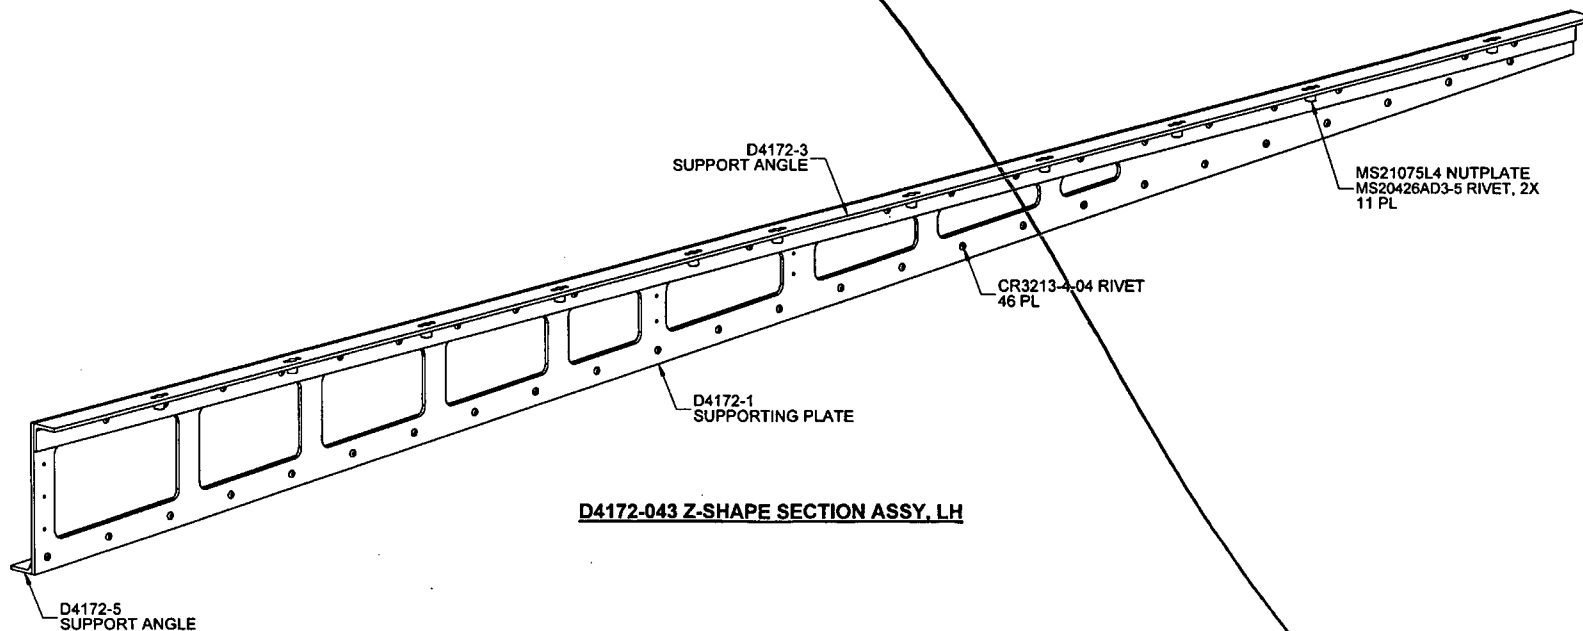 D4172-3
SUPPORT ANGLE
MS21075L4 NUTPLATE
MS20426AD3-5 RIVET, 2X
11 PL
CR3213-4-04 RIVET
46 PL
D4172-1
SUPPORTING PLATE
D4172-043 Z-SHAPE SECTION ASSY, LH
D4172-5
SUPPORT ANGLE